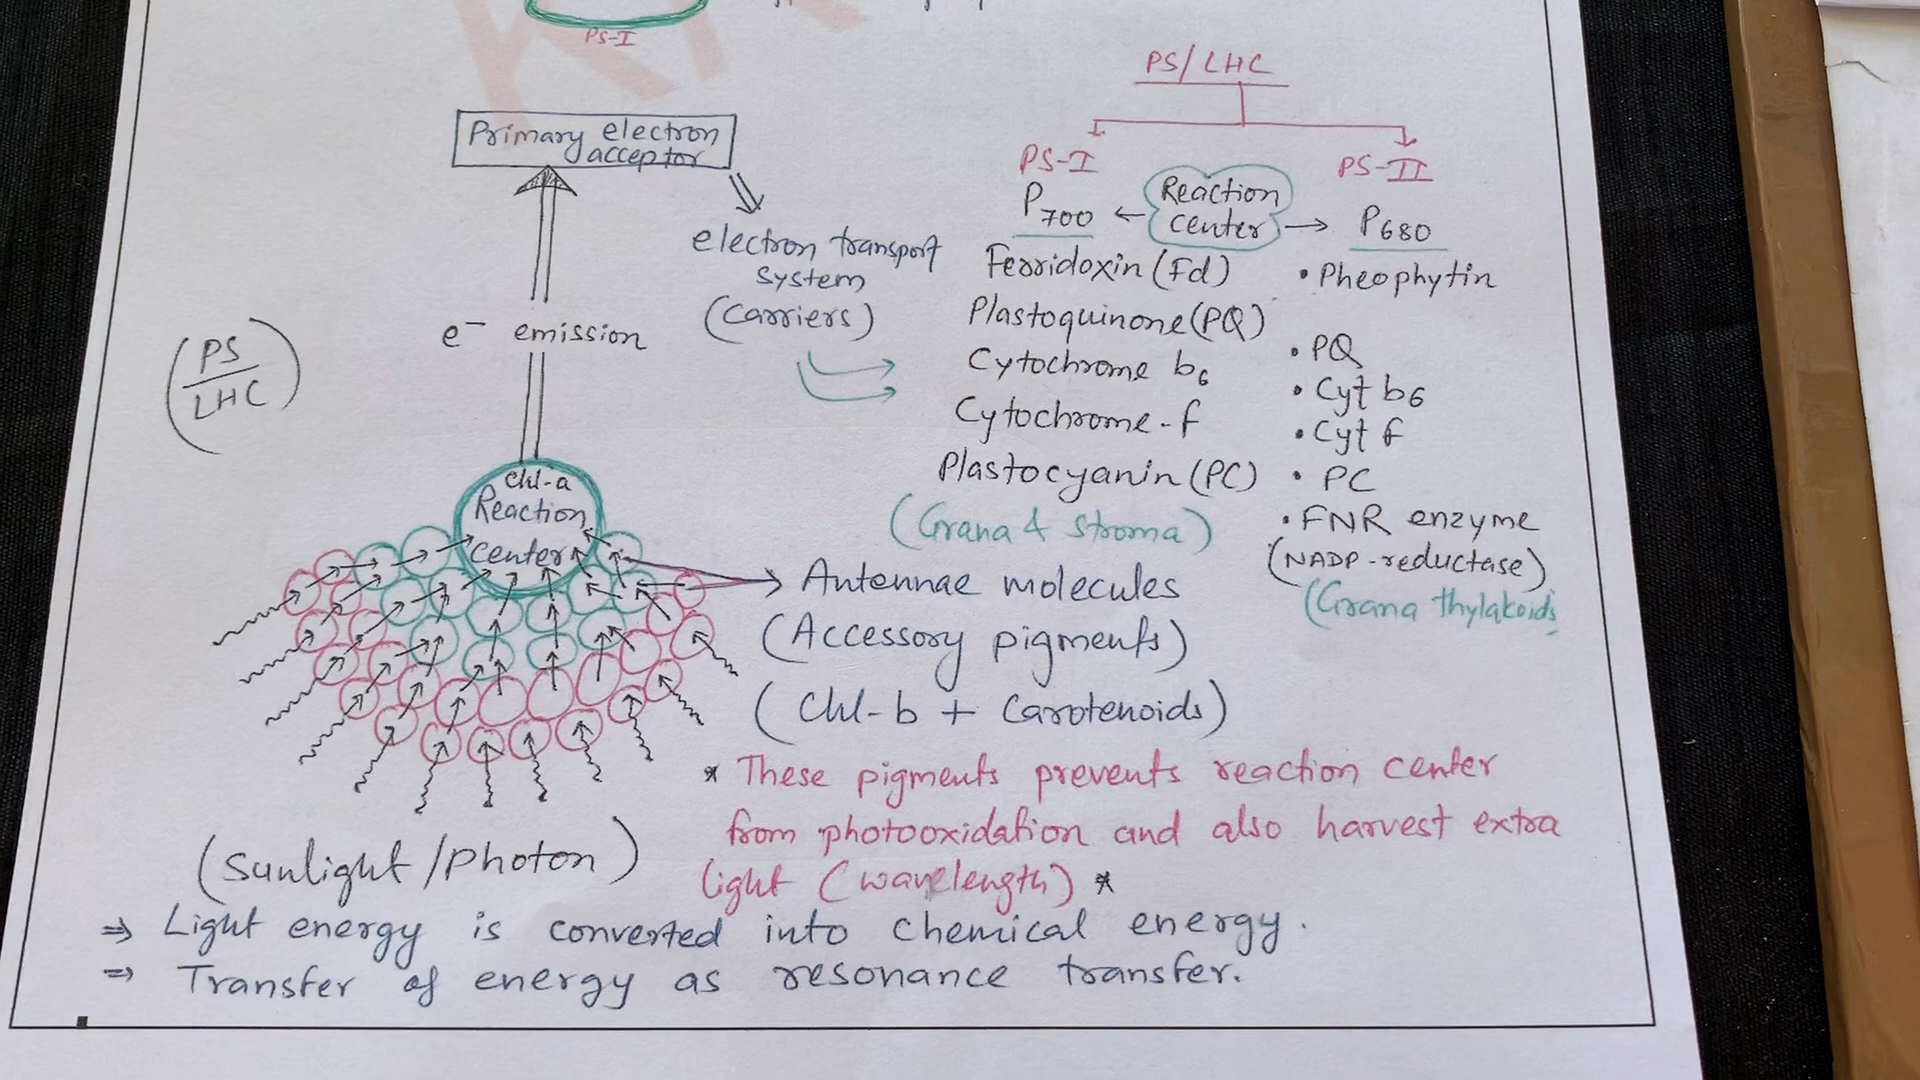 PS-I
PS/LHC
Primary electron
acceptor
PS-I
PS-II
Reaction
center
P700
P680
electron transport
system
(carriers)
Ferridoxin (Fd)
• Pheophytin
Plastoquinone (PQ)
• PQ
Cytochrome b6
• Cyt b6
Cytochrome-f
• Cyt f
Plastocyanin (PC)
• PC
(Grana & stroma)
• FNR enzyme
(NADP-reductase)
(Grana thylakoids
e⁻ emission
(PS
LHC)
Chl-a
Reaction
center
Antennae molecules
(Accessory pigments)
(Chl-b + Carotenoids)
* These pigments prevents reaction center
from photooxidation and also harvest extra
light (wavelength) *
(Sunlight/Photon)
⇒ Light energy is converted into chemical energy.
⇒ Transfer of energy as resonance transfer.